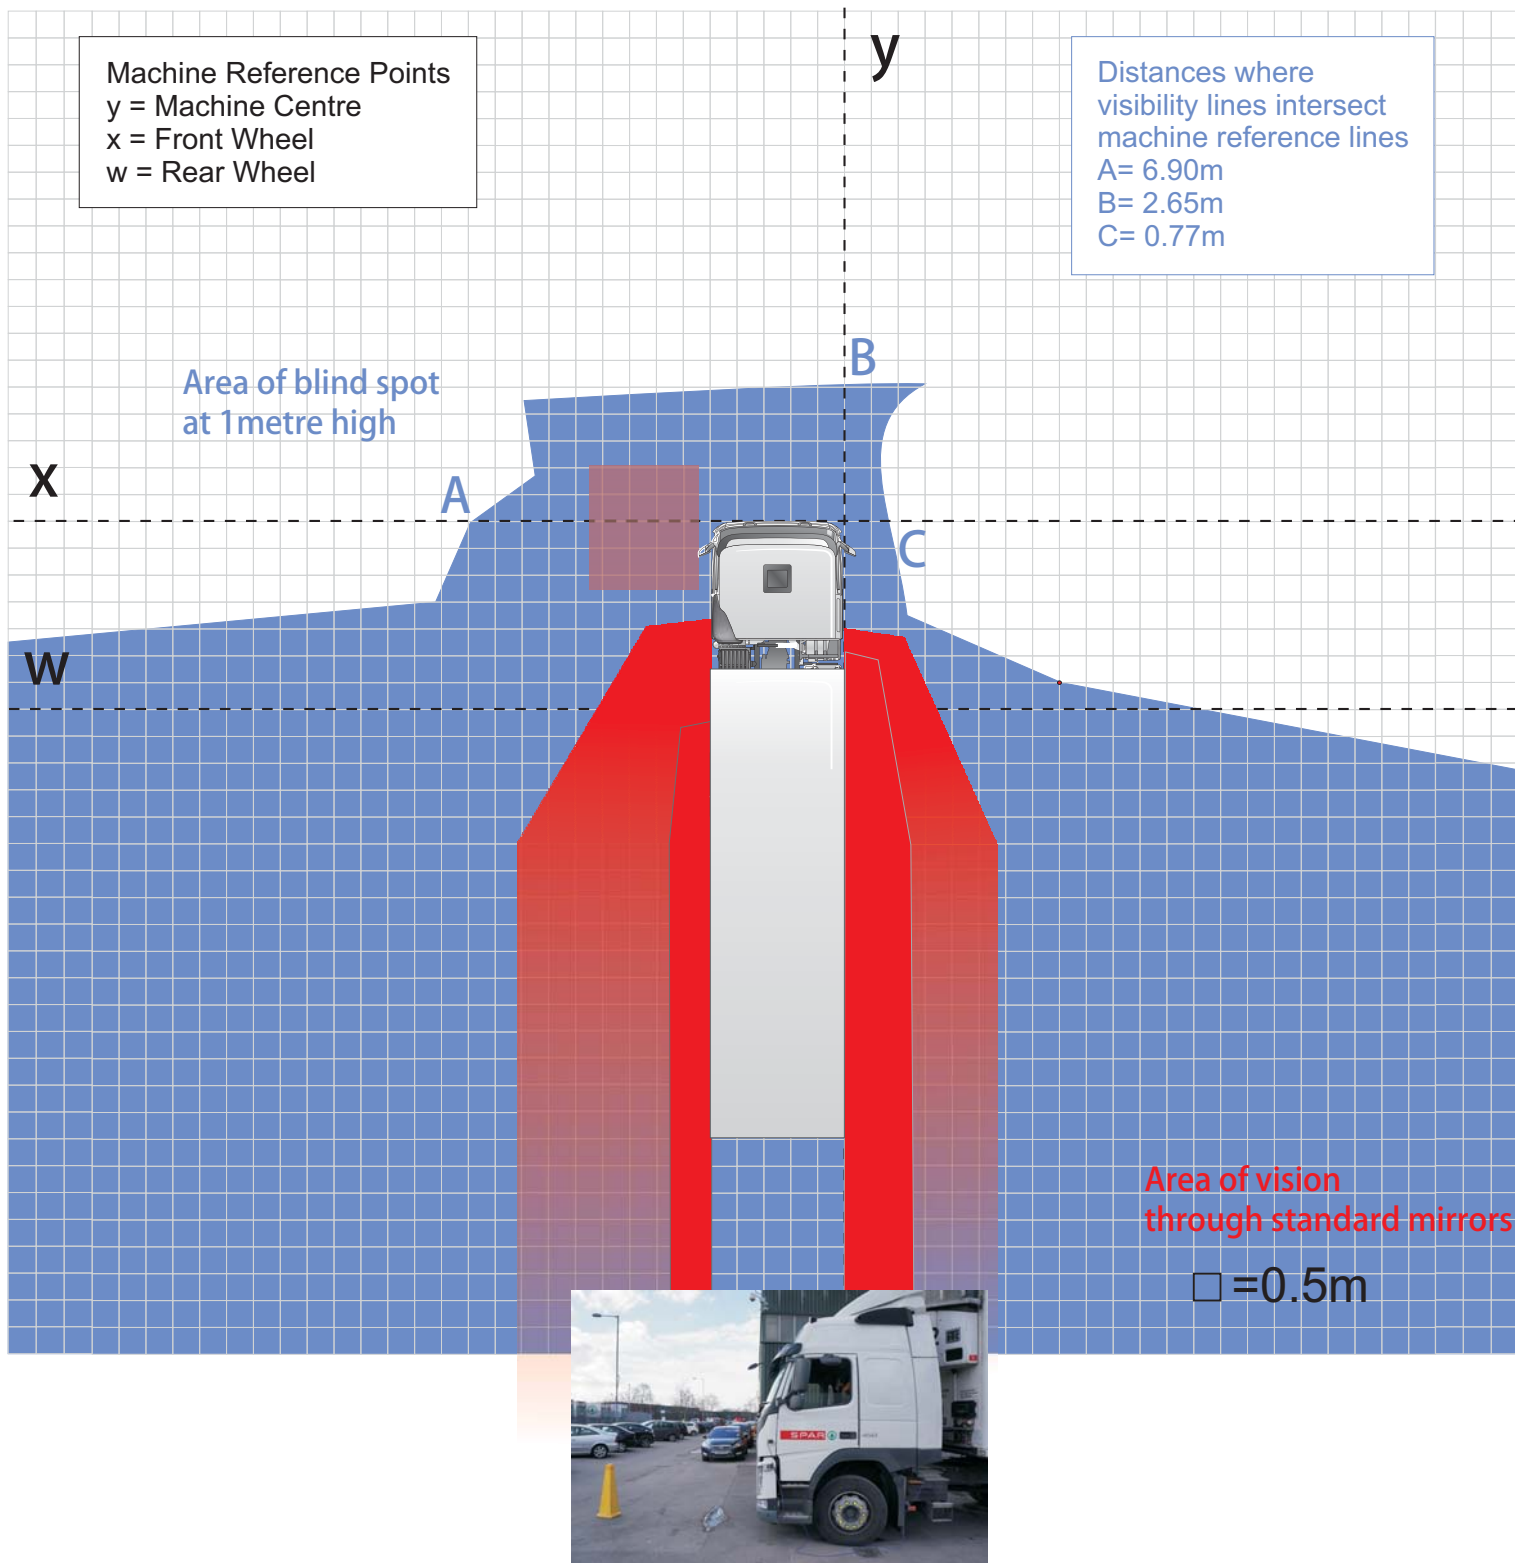 y
Machine Reference Points
y = Machine Centre
x = Front Wheel
w = Rear Wheel
Distances where
visibility lines intersect
machine reference lines
A= 6.90m
B= 2.65m
C= 0.77m
B
Area of blind spot
at 1metre high
x
A
C
w
Area of vision
through standard mirrors
=0.5m
SPAR